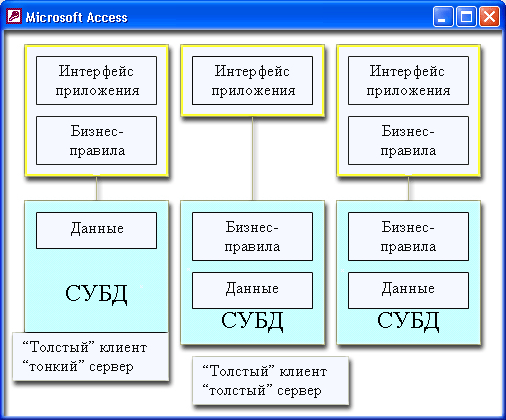 Microsoft Access
Интерфейс
приложения
Бизнес-
правила
Данные
СУБД
“Толстый” клиент
“тонкий” сервер
Интерфейс
приложения
Бизнес-
правила
Данные
СУБД
“Толстый” клиент
“толстый” сервер
Интерфейс
приложения
Бизнес-
правила
Бизнес-
правила
Данные
СУБД